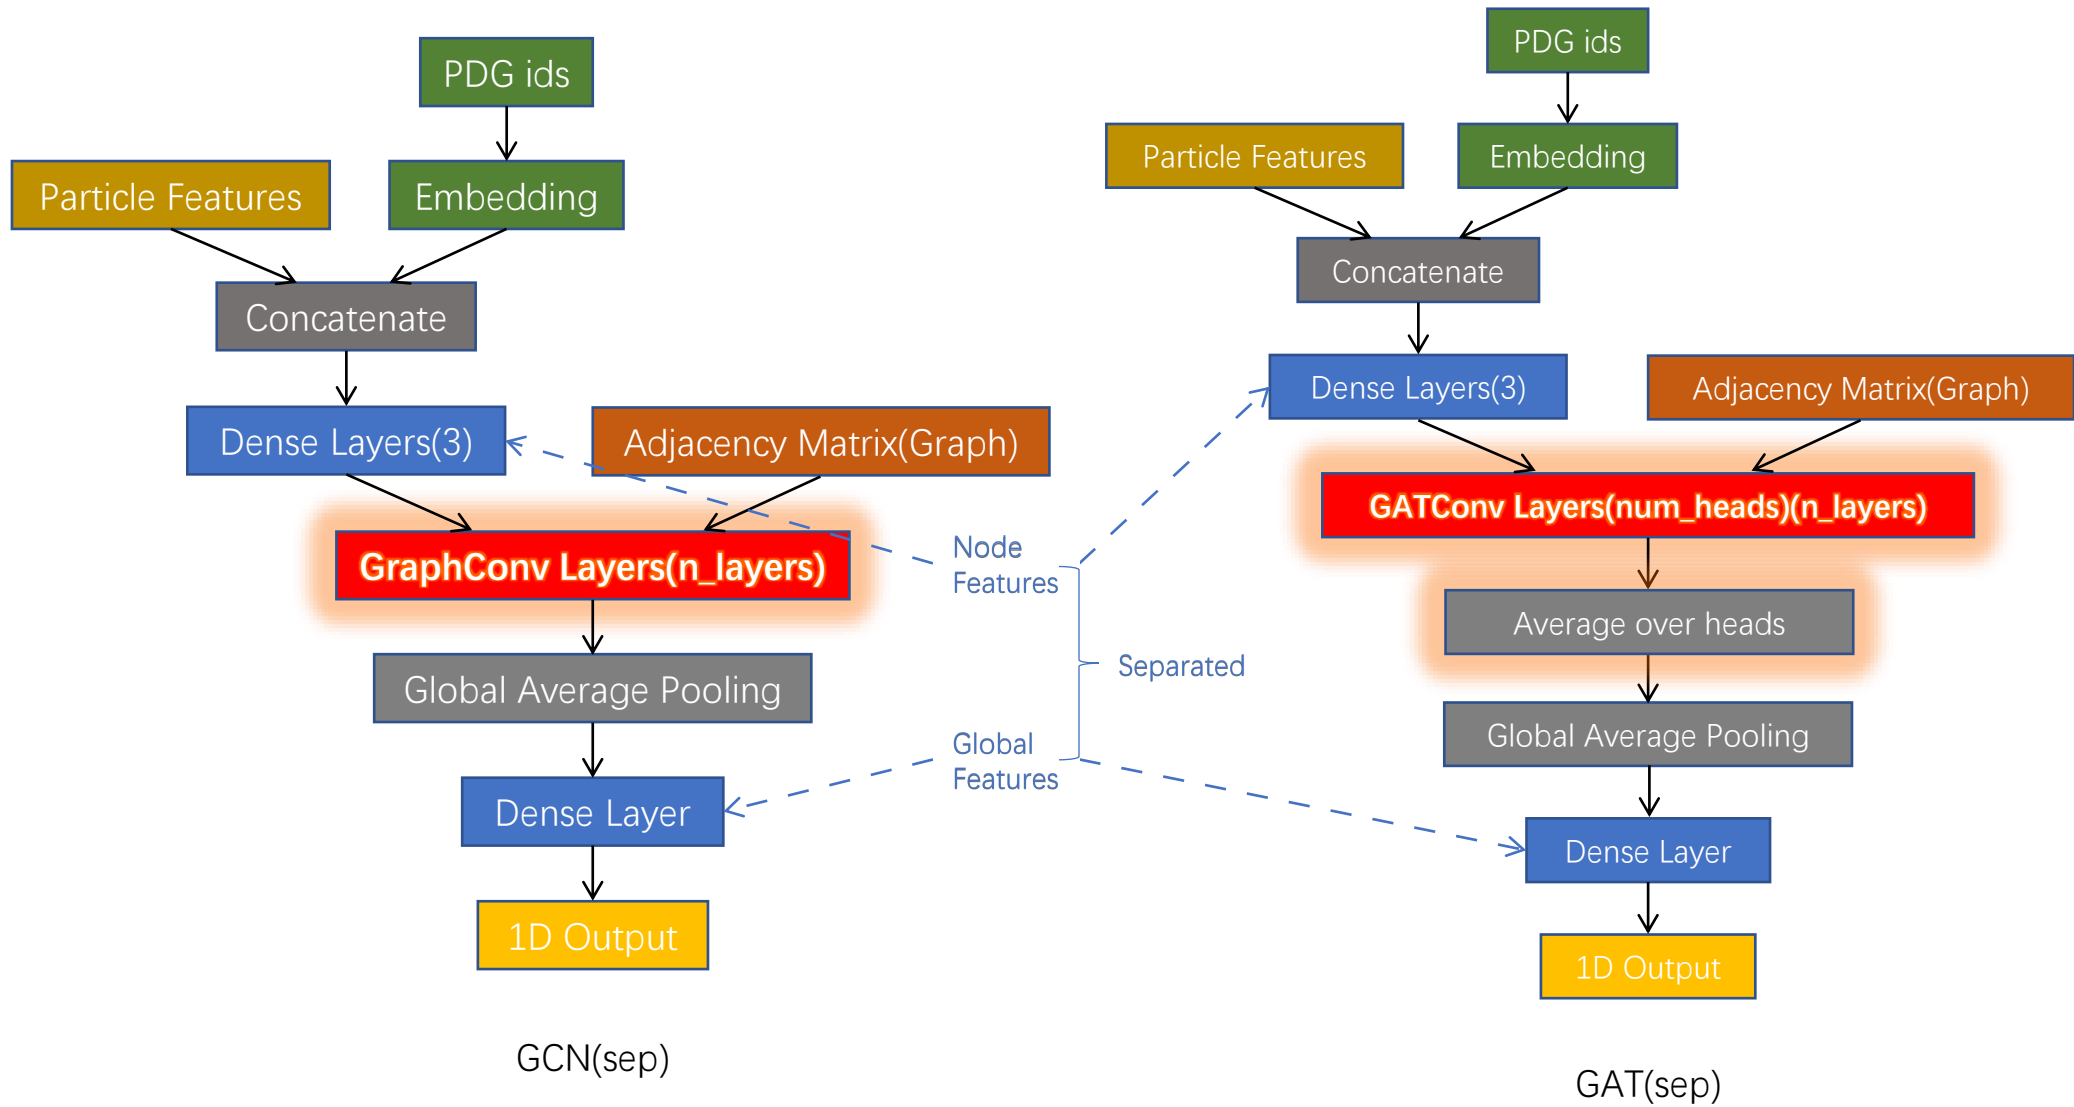 PDG ids
Particle Features
Embedding
Concatenate
Dense Layers(3)
Adjacency Matrix(Graph)
GraphConv Layers(n_layers)
Global Average Pooling
Dense Layer
1D Output
GCN(sep)
Node
Features
Separated
Global
Features
PDG ids
Particle Features
Embedding
Concatenate
Dense Layers(3)
Adjacency Matrix(Graph)
GATConv Layers(num_heads)(n_layers)
Average over heads
Global Average Pooling
Dense Layer
1D Output
GAT(sep)